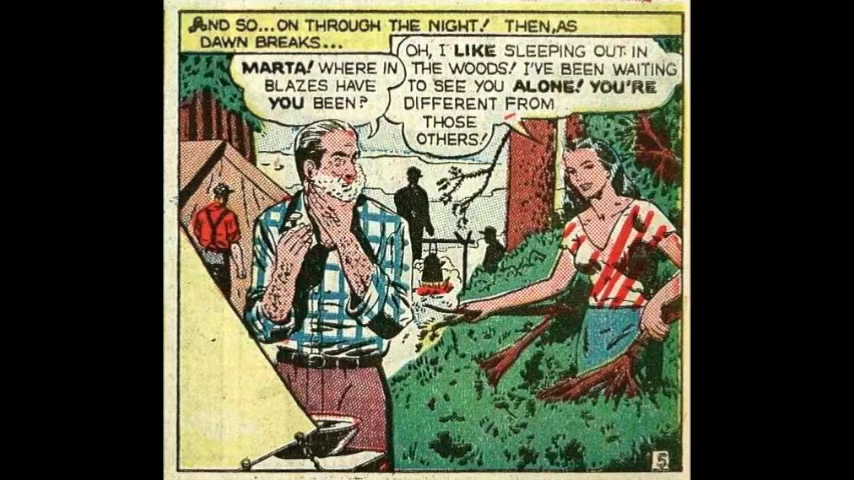 AND SO...ON THROUGH THE NIGHT! THEN, AS
DAWN BREAKS...
MARTA! WHERE IN
BLAZES HAVE
YOU BEEN?
OH, I LIKE SLEEPING OUT IN
THE WOODS! I'VE BEEN WAITING
TO SEE YOU ALONE! YOU'RE
DIFFERENT FROM
THOSE
OTHERS!
5